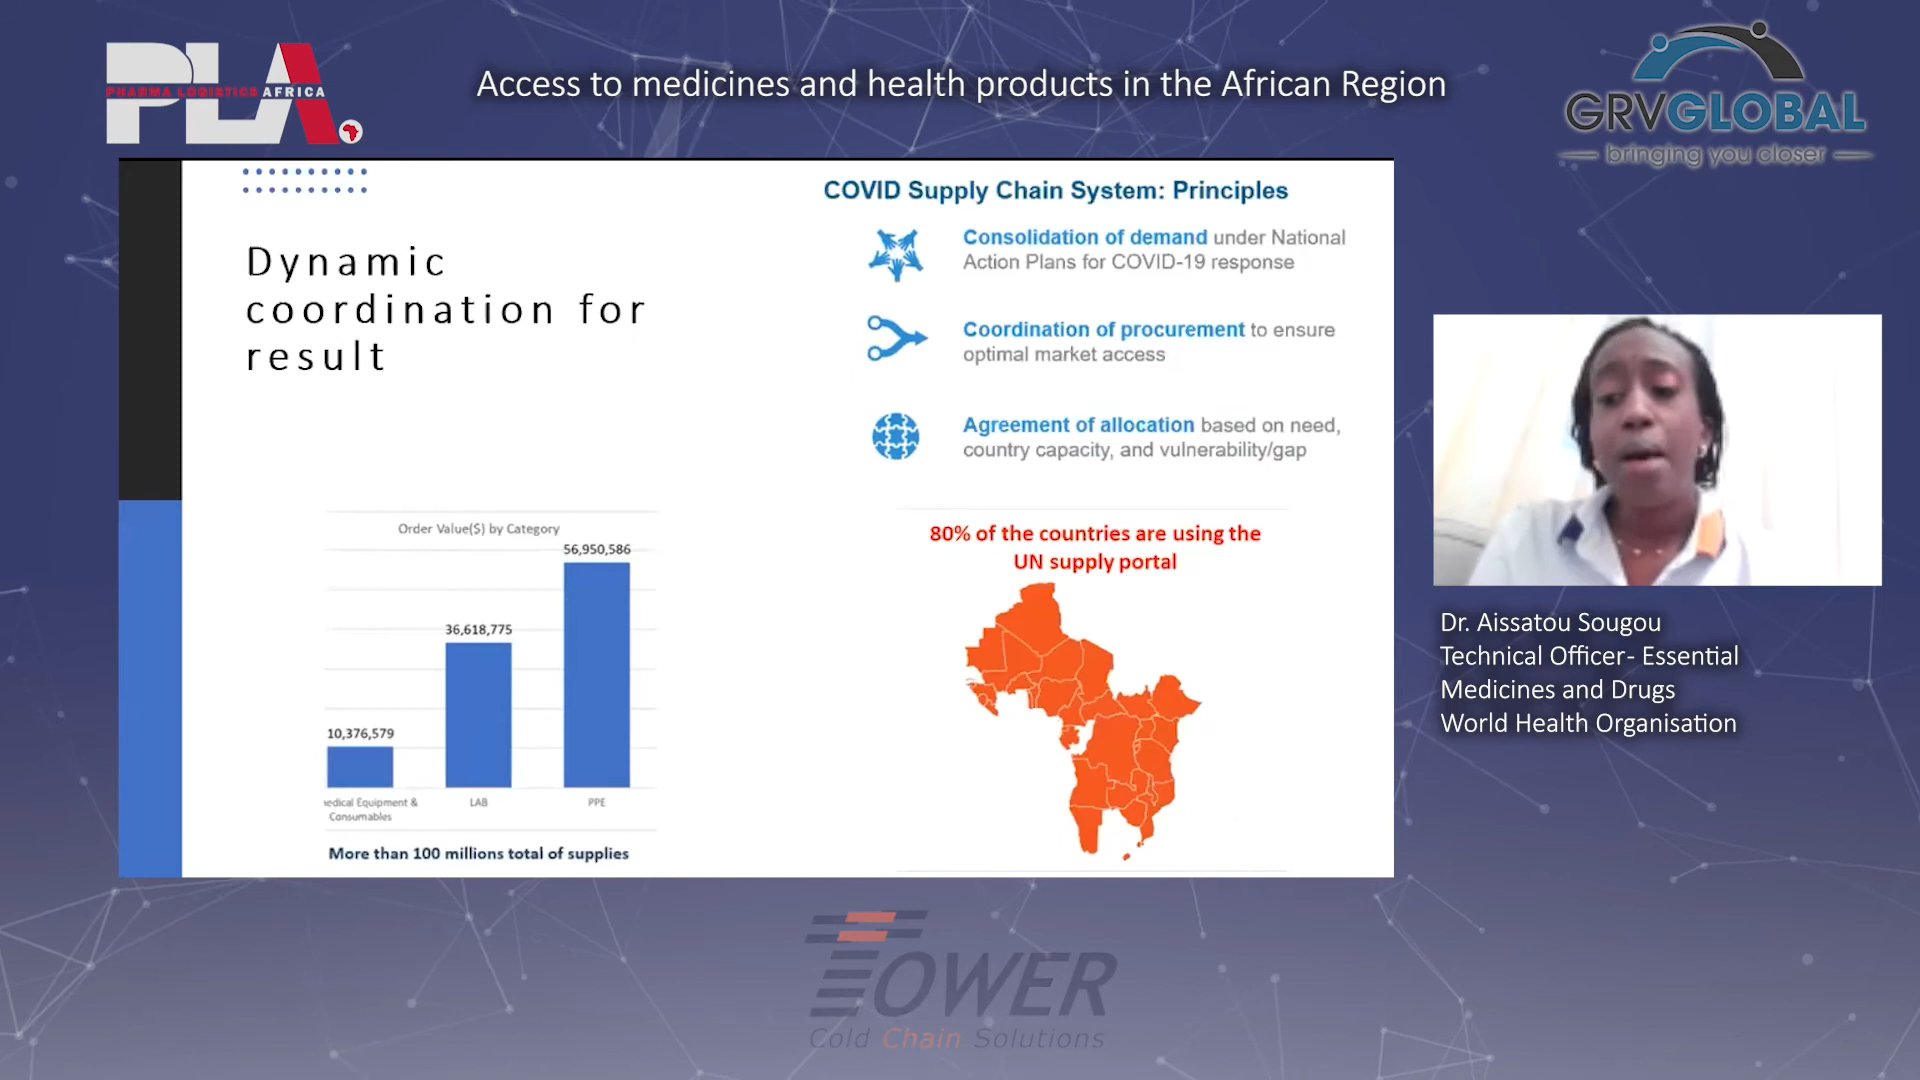 PLA
PHARMA LOGISTICS AFRICA
Access to medicines and health products in the African Region
GRVGLOBAL
bringing you closer
Dynamic
coordination for
result
COVID Supply Chain System: Principles
Consolidation of demand under National
Action Plans for COVID-19 response
Coordination of procurement to ensure
optimal market access
Agreement of allocation based on need,
country capacity, and vulnerability/gap
Order Value($) by Category
56,950,586
36,618,775
10,376,579
edical Equipment &
Consumables
LAB
PPE
More than 100 millions total of supplies
80% of the countries are using the
UN supply portal
Dr. Aissatou Sougou
Technical Officer- Essential
Medicines and Drugs
World Health Organisation
TOWER
Cold Chain Solutions